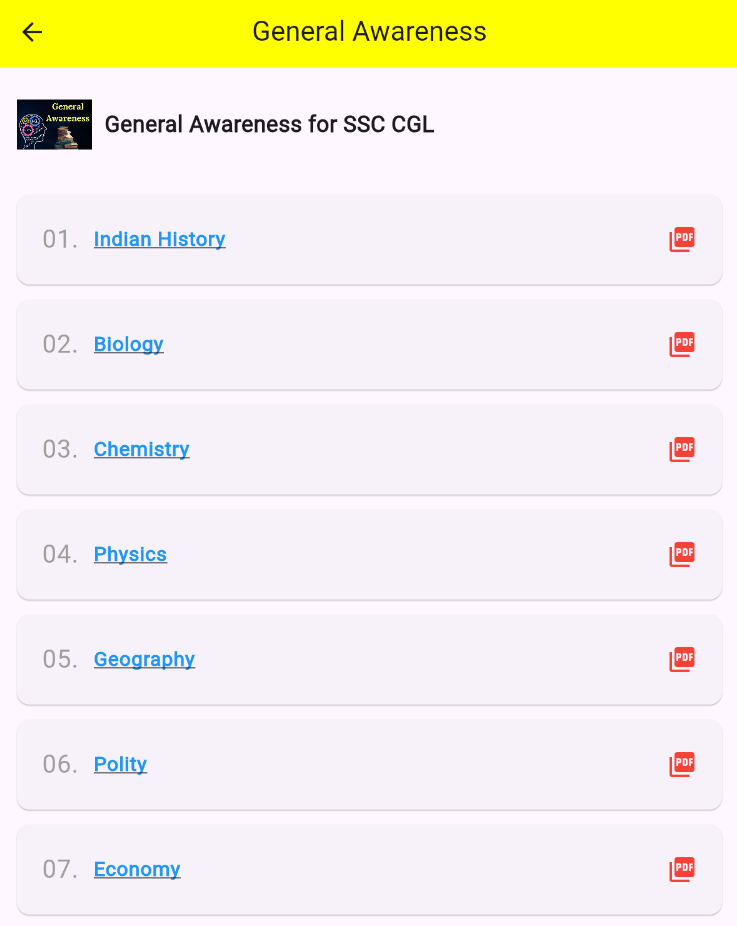 General Awareness
General
Awareness
General Awareness for SSC CGL
01. Indian History PDF
02. Biology PDF
03. Chemistry PDF
04. Physics PDF
05. Geography PDF
06. Polity PDF
07. Economy PDF